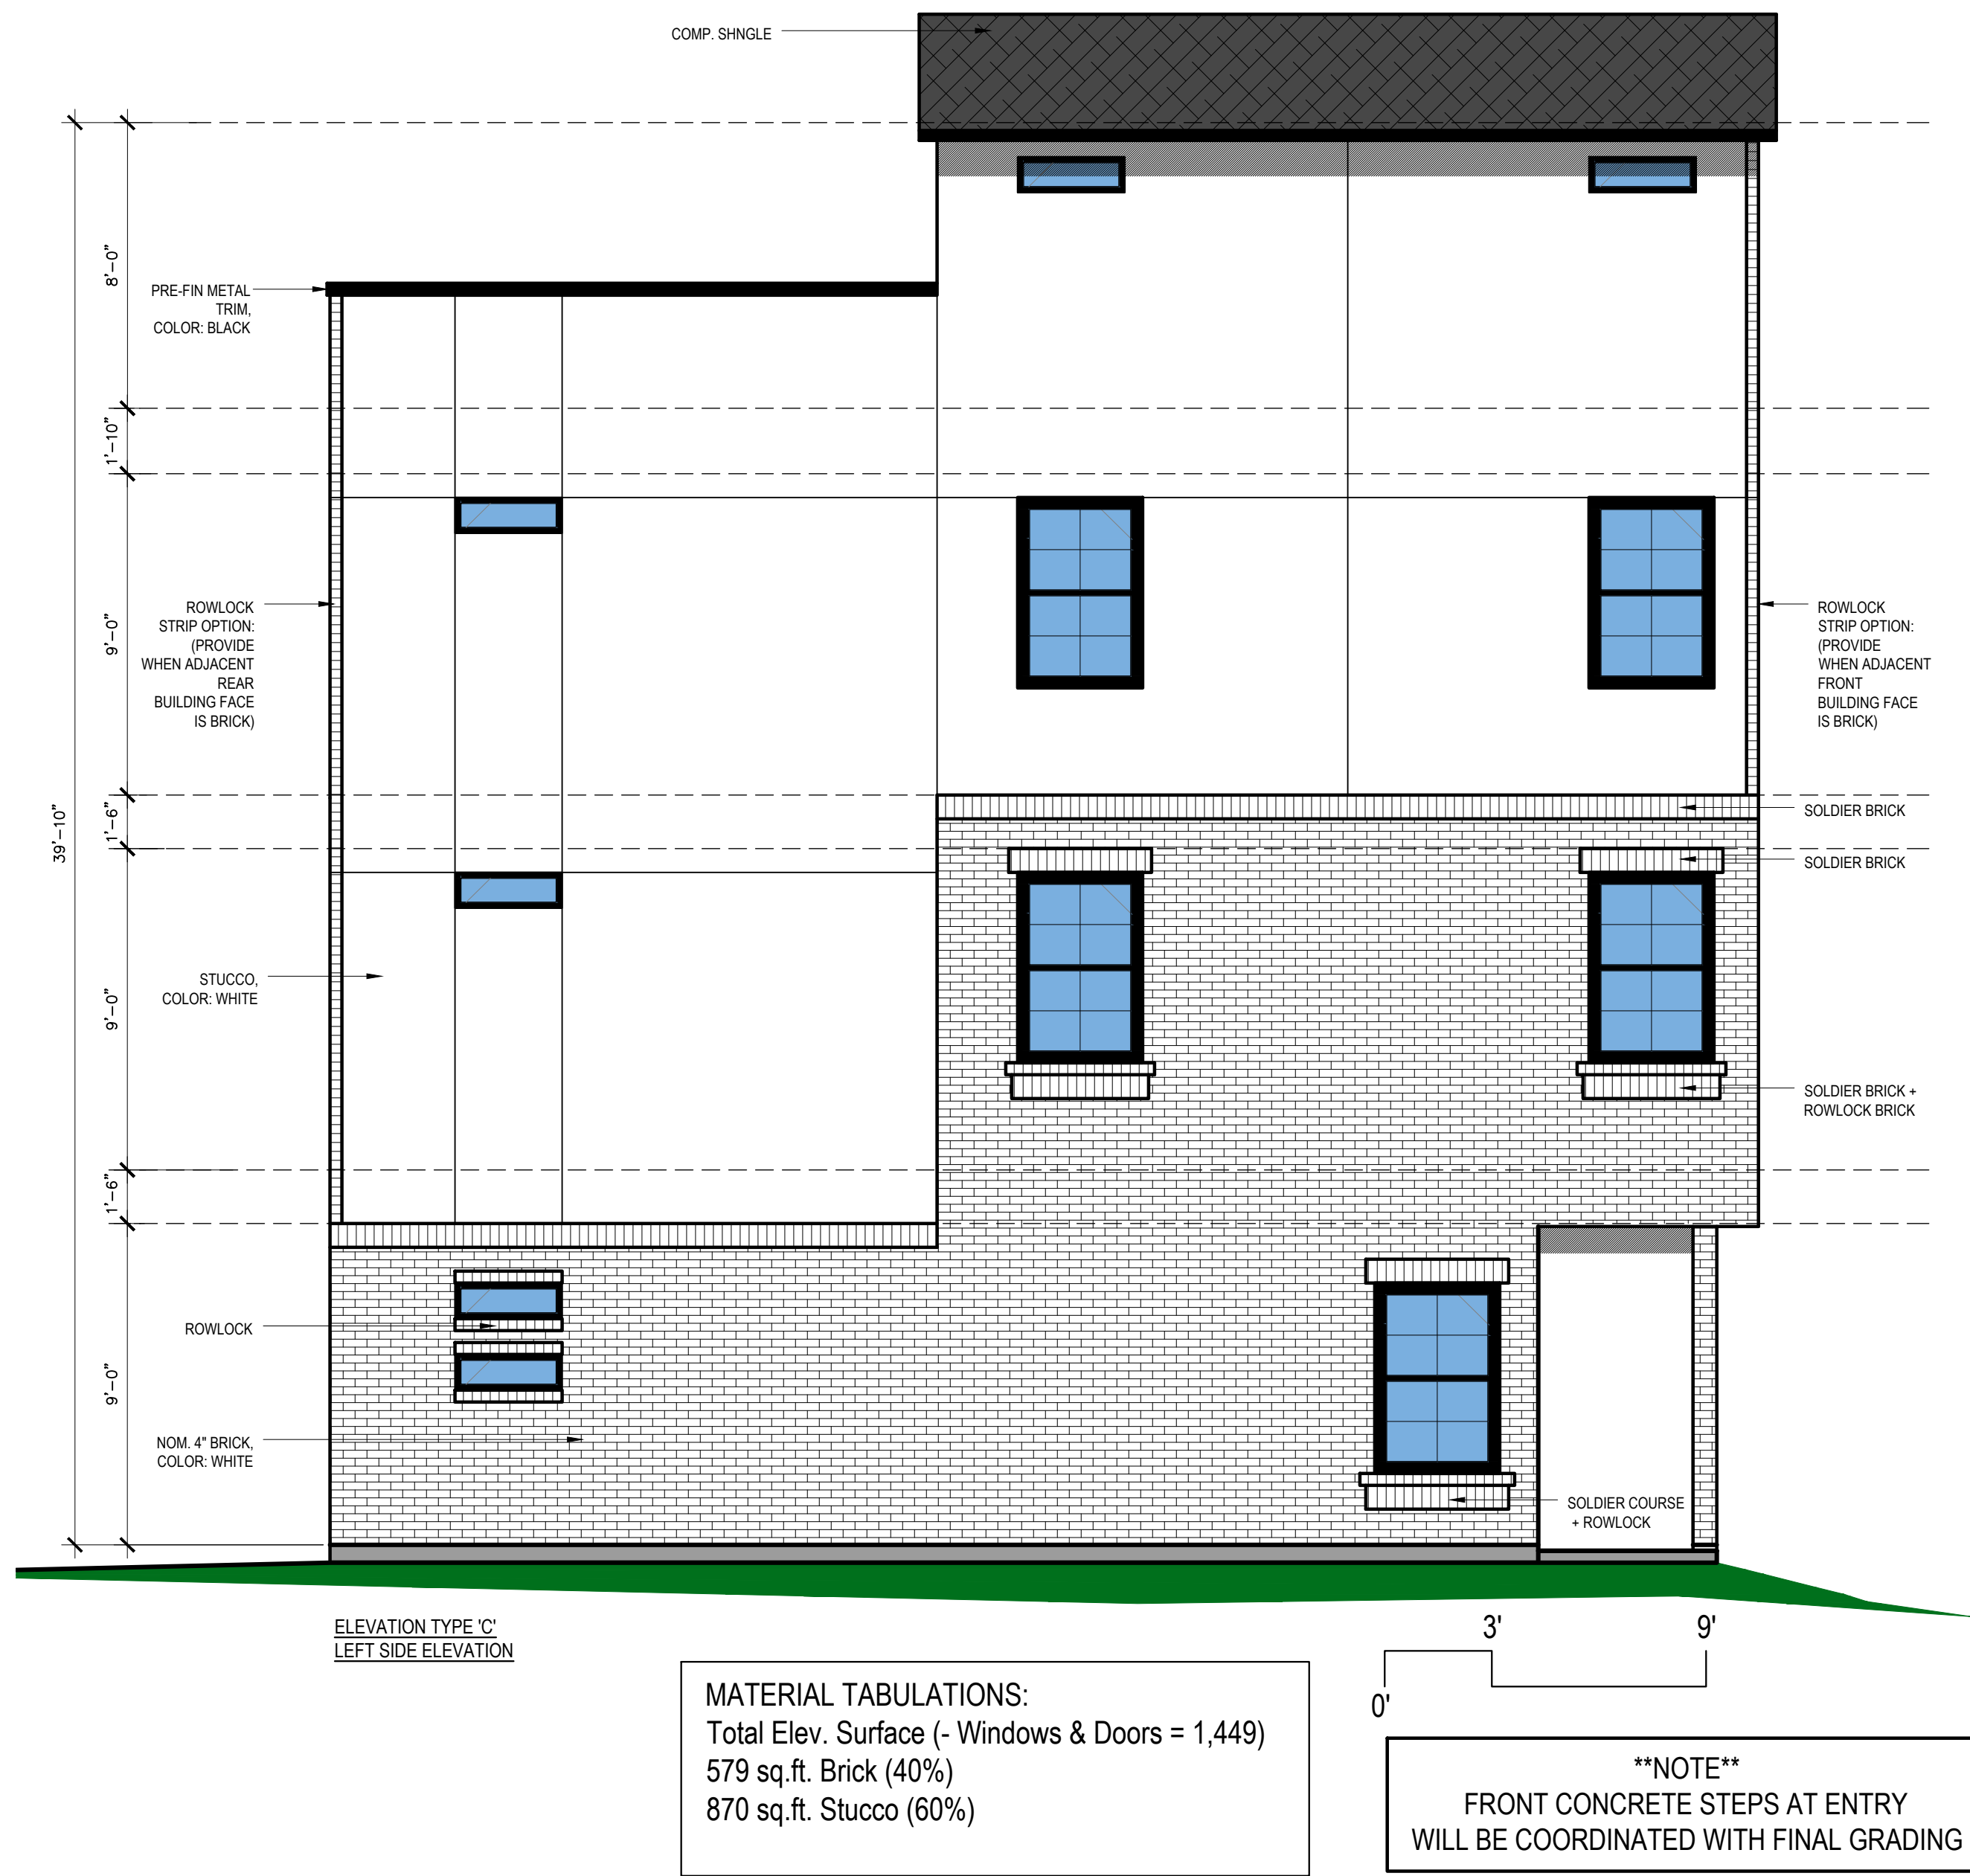 COMP. SHNGLE
8'-0"
PRE-FIN METAL
TRIM,
COLOR: BLACK
1'-10"
9'-0"
ROWLOCK
STRIP OPTION:
(PROVIDE
WHEN ADJACENT
REAR
BUILDING FACE
IS BRICK)
ROWLOCK
STRIP OPTION:
(PROVIDE
WHEN ADJACENT
FRONT
BUILDING FACE
IS BRICK)
39'-10"
1'-6"
SOLDIER BRICK
SOLDIER BRICK
9'-0"
STUCCO,
COLOR: WHITE
SOLDIER BRICK +
ROWLOCK BRICK
1'-6"
ROWLOCK
9'-0"
NOM. 4" BRICK,
COLOR: WHITE
SOLDIER COURSE
+ ROWLOCK
ELEVATION TYPE 'C'
LEFT SIDE ELEVATION
0'
3'
9'
MATERIAL TABULATIONS:
Total Elev. Surface (- Windows & Doors = 1,449)
579 sq.ft. Brick (40%)
870 sq.ft. Stucco (60%)
**NOTE**
FRONT CONCRETE STEPS AT ENTRY
WILL BE COORDINATED WITH FINAL GRADING